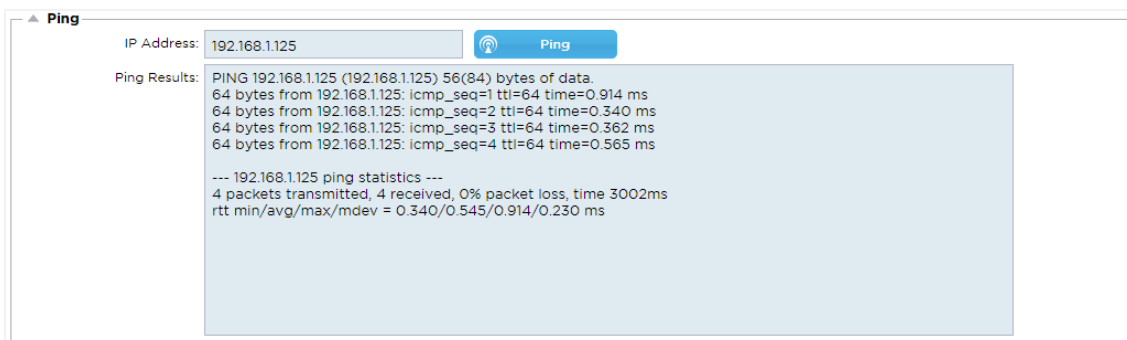 Ping
IP Address: 192.168.1.125 Ping
Ping Results: PING 192.168.1.125 (192.168.1.125) 56(84) bytes of data.
64 bytes from 192.168.1.125: icmp_seq=1 ttl=64 time=0.914 ms
64 bytes from 192.168.1.125: icmp_seq=2 ttl=64 time=0.340 ms
64 bytes from 192.168.1.125: icmp_seq=3 ttl=64 time=0.362 ms
64 bytes from 192.168.1.125: icmp_seq=4 ttl=64 time=0.565 ms
--- 192.168.1.125 ping statistics ---
4 packets transmitted, 4 received, 0% packet loss, time 3002ms
rtt min/avg/max/mdev = 0.340/0.545/0.914/0.230 ms